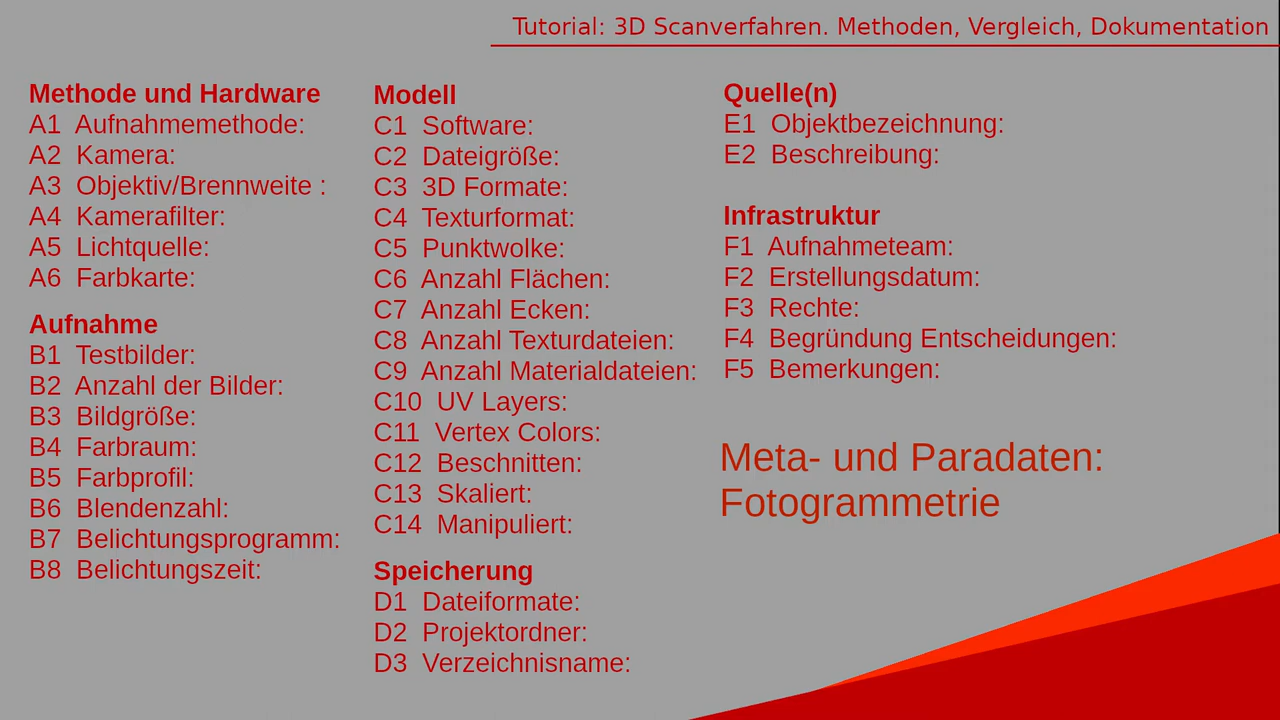 Tutorial: 3D Scanverfahren. Methoden, Vergleich, Dokumentation
Methode und Hardware
A1 Aufnahmemethode:
A2 Kamera:
A3 Objektiv/Brennweite :
A4 Kamerafilter:
A5 Lichtquelle:
A6 Farbkarte:
Aufnahme
B1 Testbilder:
B2 Anzahl der Bilder:
B3 Bildgröße:
B4 Farbraum:
B5 Farbprofil:
B6 Blendenzahl:
B7 Belichtungsprogramm:
B8 Belichtungszeit:
Modell
C1 Software:
C2 Dateigröße:
C3 3D Formate:
C4 Texturformat:
C5 Punktwolke:
C6 Anzahl Flächen:
C7 Anzahl Ecken:
C8 Anzahl Texturdateien:
C9 Anzahl Materialdateien:
C10 UV Layers:
C11 Vertex Colors:
C12 Beschnitten:
C13 Skaliert:
C14 Manipuliert:
Speicherung
D1 Dateiformate:
D2 Projektordner:
D3 Verzeichnisname:
Quelle(n)
E1 Objektbezeichnung:
E2 Beschreibung:
Infrastruktur
F1 Aufnahmeteam:
F2 Erstellungsdatum:
F3 Rechte:
F4 Begründung Entscheidungen:
F5 Bemerkungen:
Meta- und Paradaten:
Fotogrammetrie